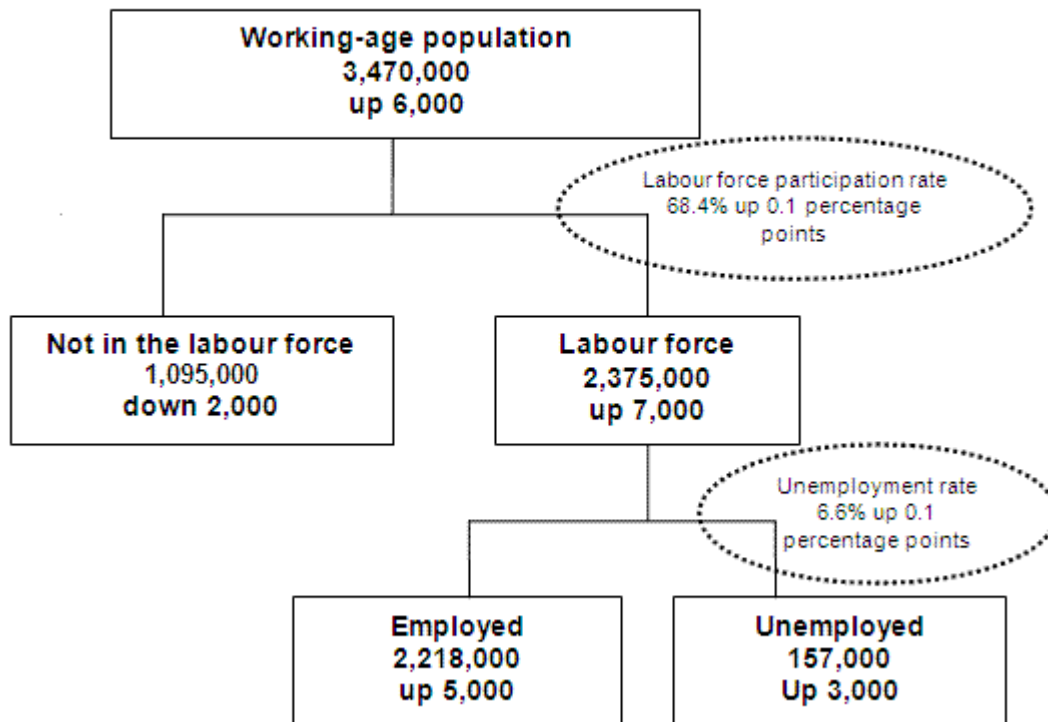 Working-age population
3,470,000
up 6,000
Labour force participation rate
68.4% up 0.1 percentage
points
Not in the labour force
1,095,000
down 2,000
Labour force
2,375,000
up 7,000
Unemployment rate
6.6% up 0.1
percentage points
Employed
2,218,000
up 5,000
Unemployed
157,000
Up 3,000